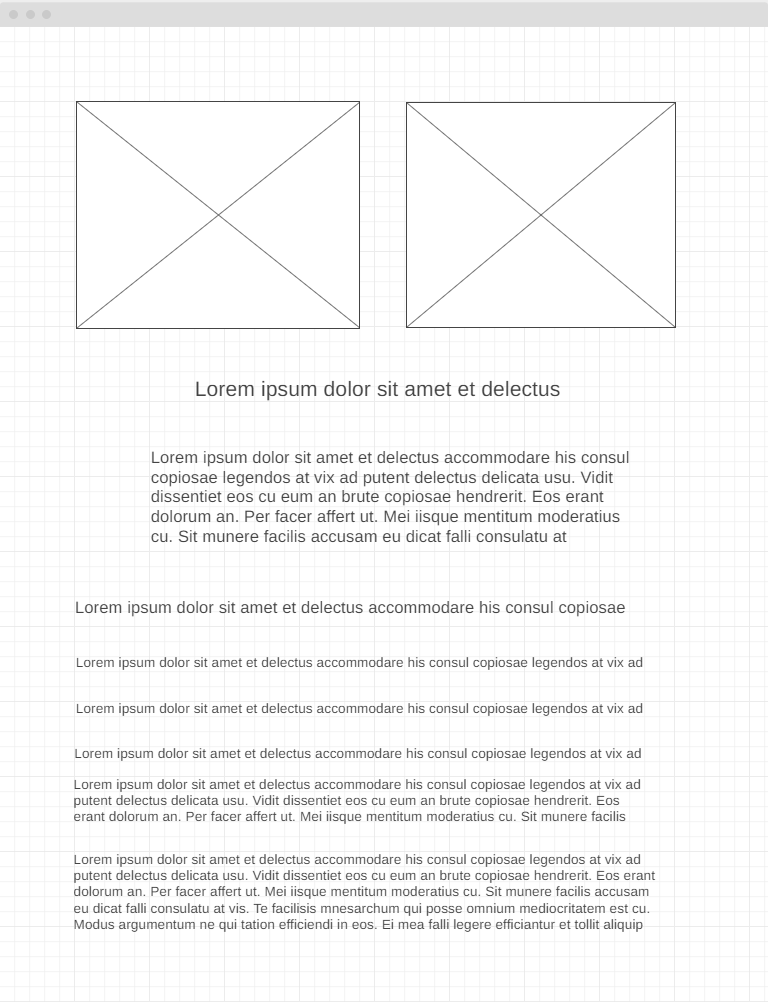 Lorem ipsum dolor sit amet et delectus
Lorem ipsum dolor sit amet et delectus accommodare his consul
copiosae legendos at vix ad putent delectus delicata usu. Vidit
dissentiet eos cu eum an brute copiosae hendrerit. Eos erant
dolorum an. Per facer affert ut. Mei iisque mentitum moderatius
cu. Sit munere facilis accusam eu dicat falli consulatu at
Lorem ipsum dolor sit amet et delectus accommodare his consul copiosae
Lorem ipsum dolor sit amet et delectus accommodare his consul copiosae legendos at vix ad
Lorem ipsum dolor sit amet et delectus accommodare his consul copiosae legendos at vix ad
Lorem ipsum dolor sit amet et delectus accommodare his consul copiosae legendos at vix ad
Lorem ipsum dolor sit amet et delectus accommodare his consul copiosae legendos at vix ad
putent delectus delicata usu. Vidit dissentiet eos cu eum an brute copiosae hendrerit. Eos
erant dolorum an. Per facer affert ut. Mei iisque mentitum moderatius cu. Sit munere facilis
Lorem ipsum dolor sit amet et delectus accommodare his consul copiosae legendos at vix ad
putent delectus delicata usu. Vidit dissentiet eos cu eum an brute copiosae hendrerit. Eos erant
dolorum an. Per facer affert ut. Mei iisque mentitum moderatius cu. Sit munere facilis accusam
eu dicat falli consulatu at vis. Te facilisis mnesarchum qui posse omnium mediocritatem est cu.
Modus argumentum ne qui tation efficiendi in eos. Ei mea falli legere efficiantur et tollit aliquip